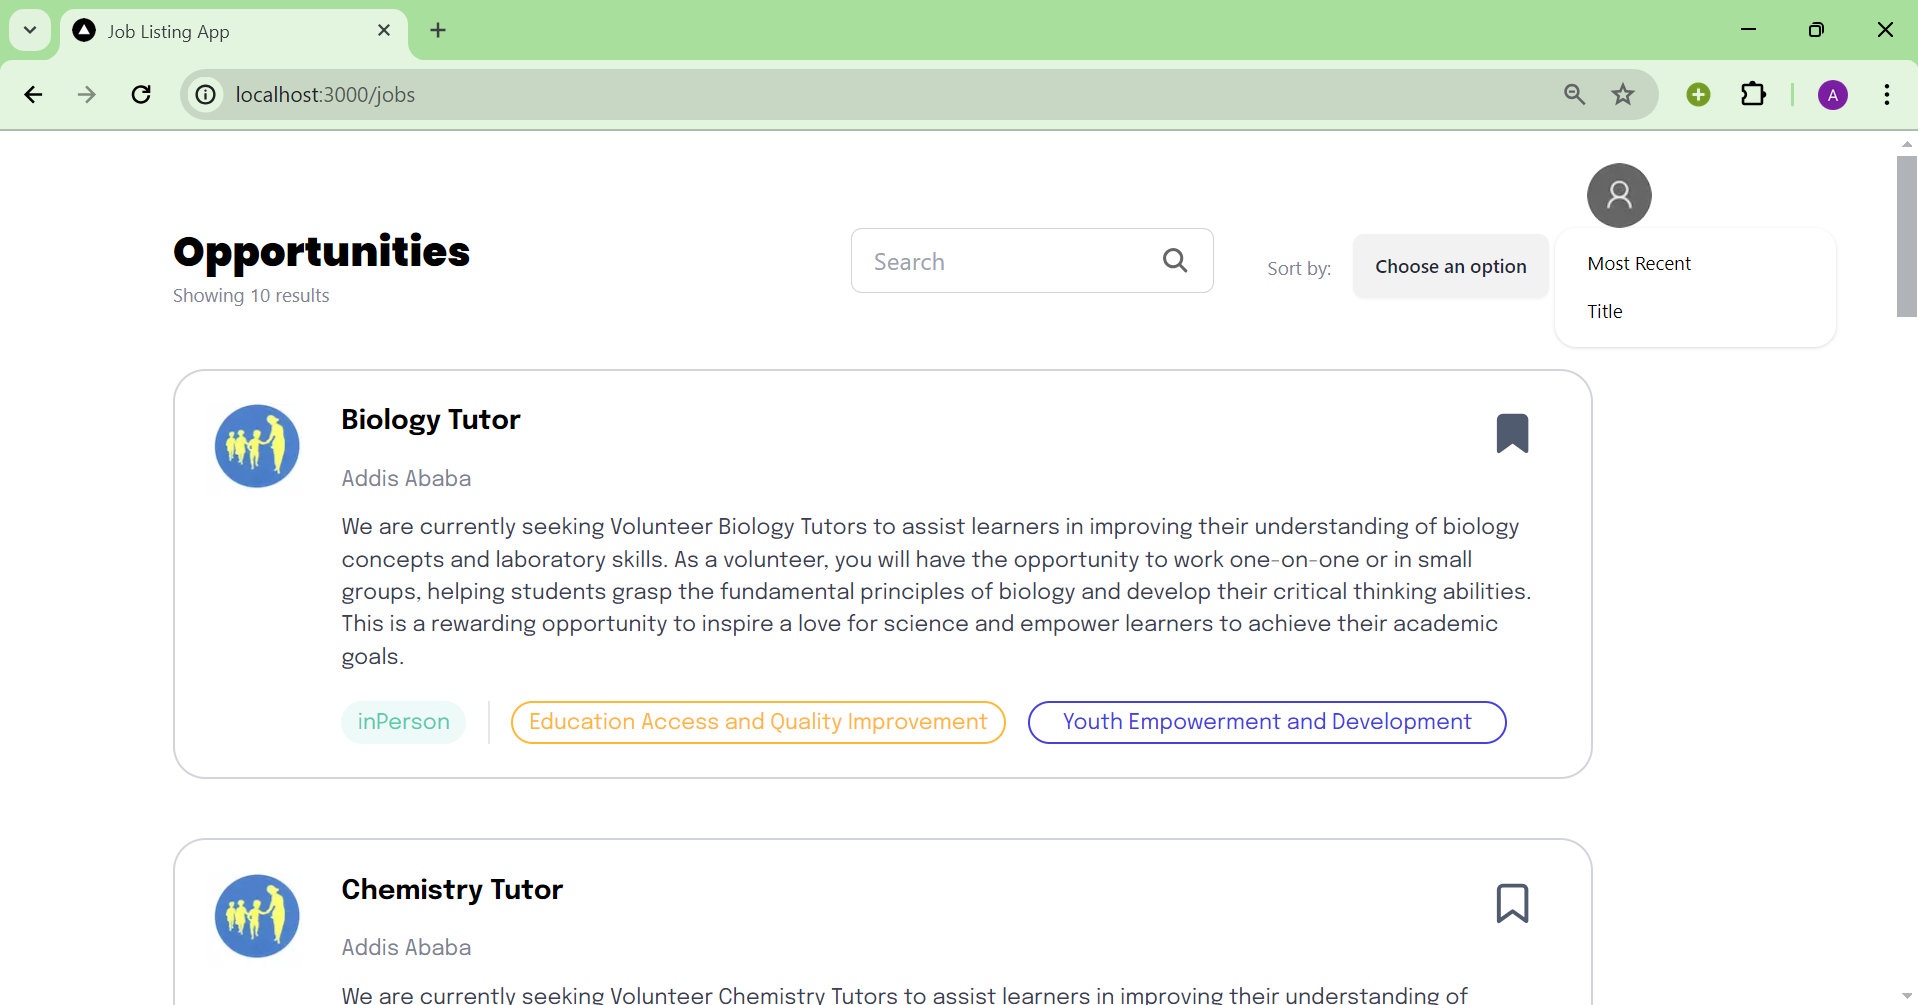 Job Listing App
localhost:3000/jobs
A
Opportunities
Showing 10 results
Search
Sort by:
Choose an option
Most Recent
Title
Biology Tutor
Addis Ababa
We are currently seeking Volunteer Biology Tutors to assist learners in improving their understanding of biology
concepts and laboratory skills. As a volunteer, you will have the opportunity to work one-on-one or in small
groups, helping students grasp the fundamental principles of biology and develop their critical thinking abilities.
This is a rewarding opportunity to inspire a love for science and empower learners to achieve their academic
goals.
inPerson
Education Access and Quality Improvement
Youth Empowerment and Development
Chemistry Tutor
Addis Ababa
We are currently seeking Volunteer Chemistry Tutors to assist learners in improving their understanding of